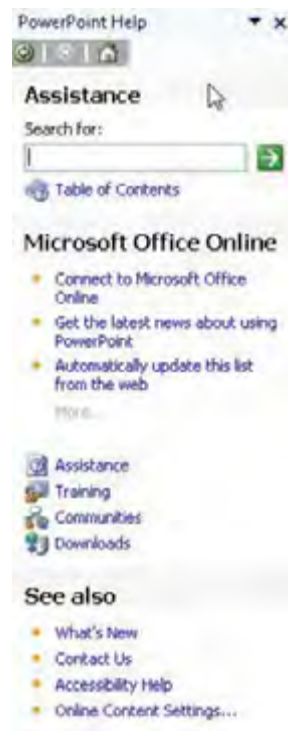 PowerPoint Help
Assistance
Search for:
Table of Contents
Microsoft Office Online
Connect to Microsoft Office
Online
Get the latest news about using
PowerPoint
Automatically update this list
from the web
More...
Assistance
Training
Communities
Downloads
See also
What's New
Contact Us
Accessibility Help
Online Content Settings...